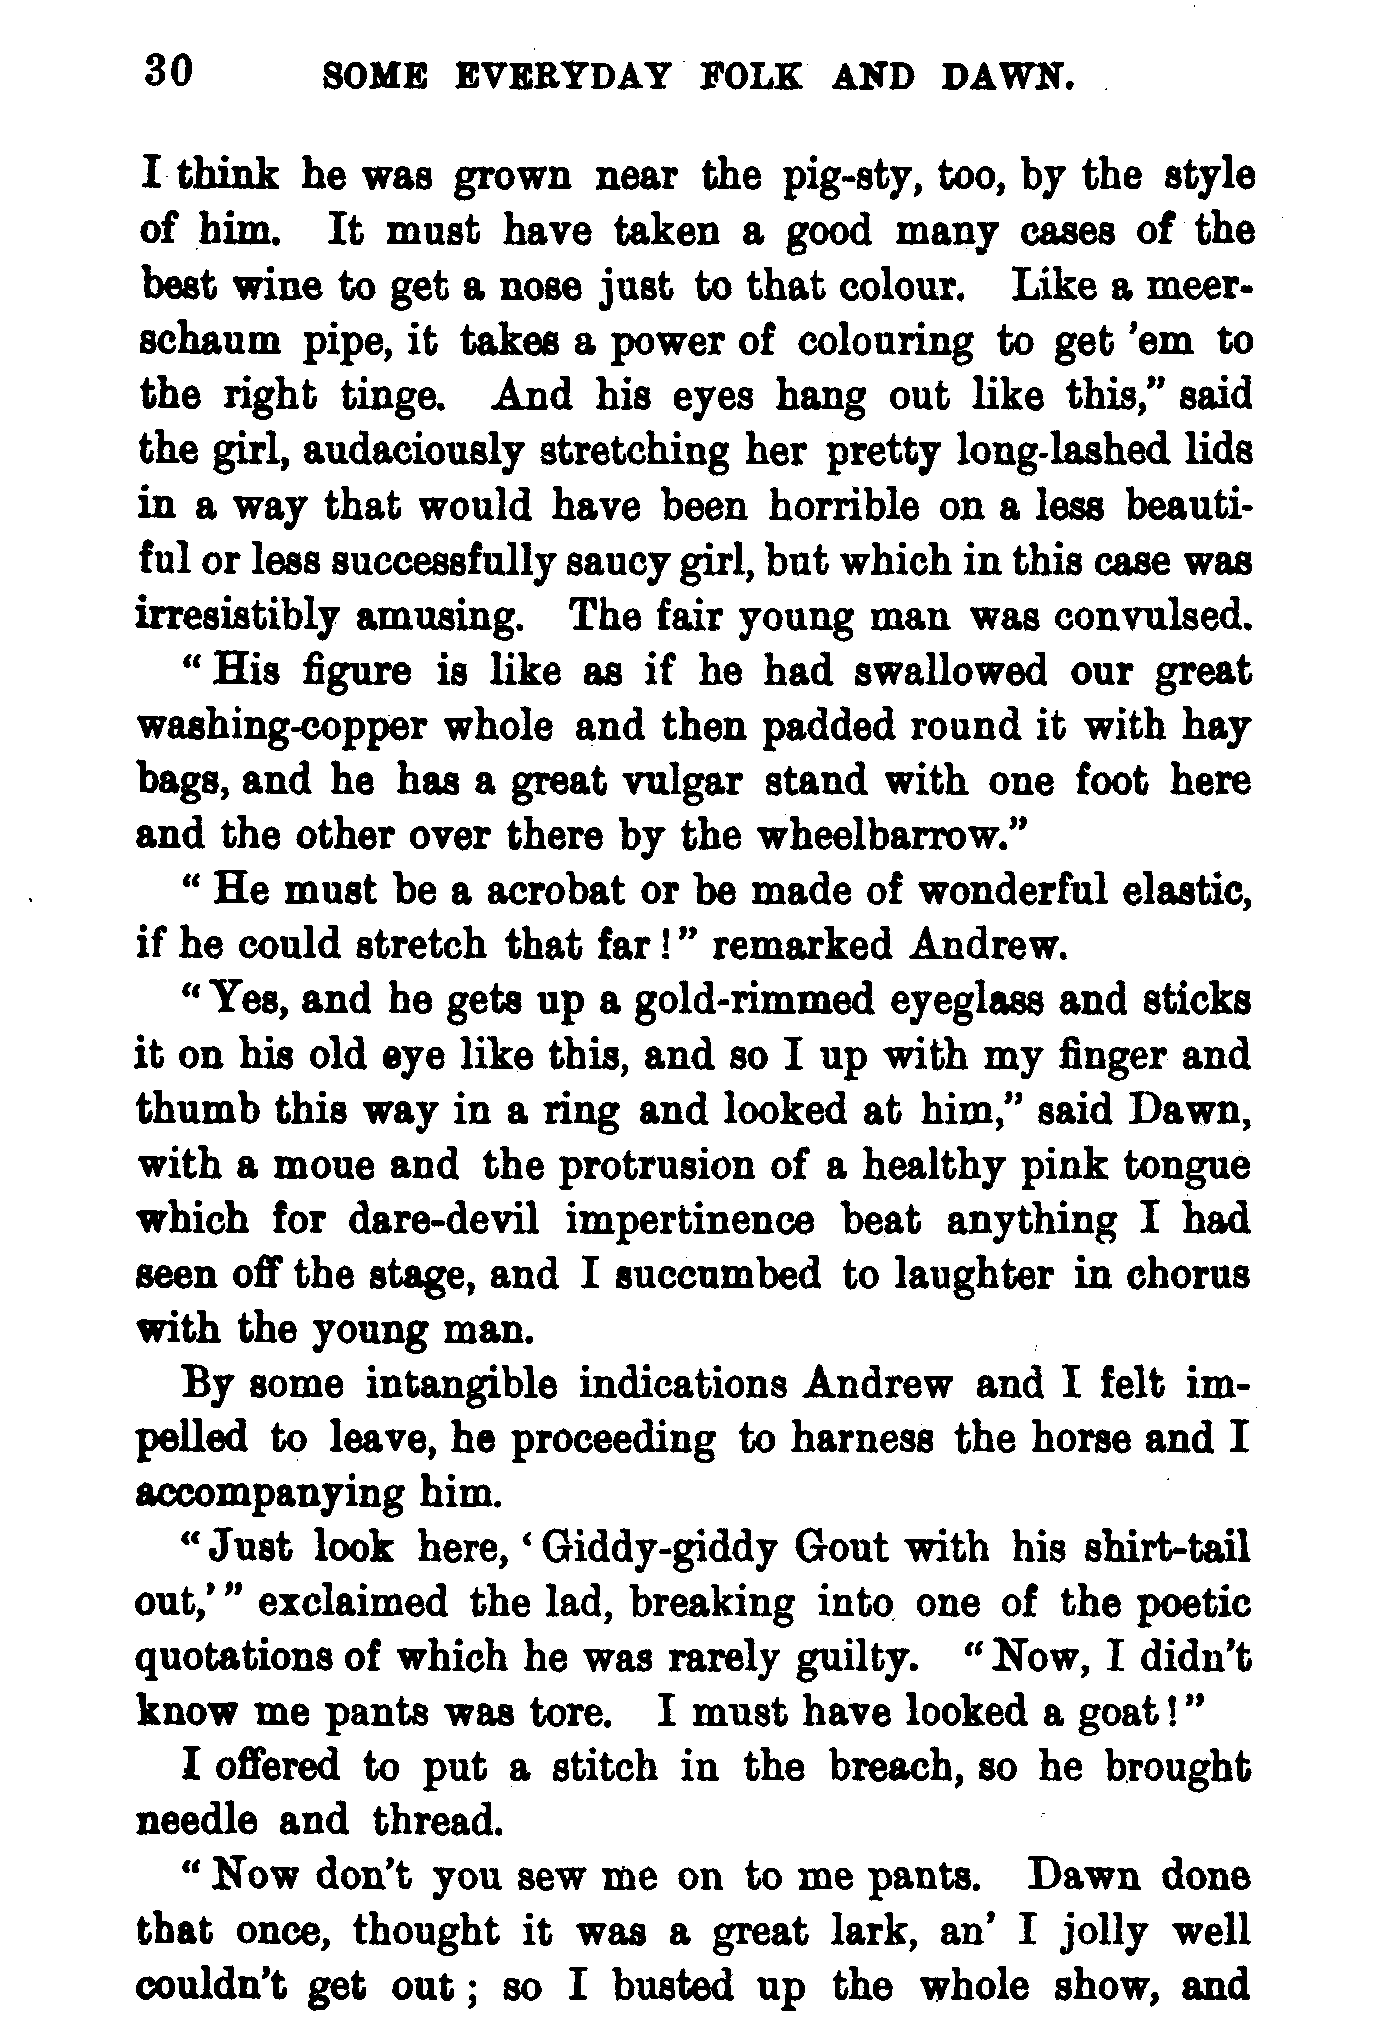 30 SOME EVERYDAY FOLK AND DAWN.
I think he was grown near the pig-sty, too, by the style
of him. It must have taken a good many cases of the
best wine to get a nose just to that colour. Like a meer-
schaum pipe, it takes a power of colouring to get 'em to
the right tinge. And his eyes hang out like this,” said
the girl, audaciously stretching her pretty long-lashed lids
in a way that would have been horrible on a less beauti-
ful or less successfully saucy girl, but which in this case was
irresistibly amusing. The fair young man was convulsed.
“His figure is like as if he had swallowed our great
washing-copper whole and then padded round it with hay
bags, and he has a great vulgar stand with one foot here
and the other over there by the wheelbarrow.”
“He must be a acrobat or be made of wonderful elastic,
if he could stretch that far!” remarked Andrew.
“Yes, and he gets up a gold-rimmed eyeglass and sticks
it on his old eye like this, and so I up with my finger and
thumb this way in a ring and looked at him,” said Dawn,
with a moue and the protrusion of a healthy pink tongue
which for dare-devil impertinence beat anything I had
seen off the stage, and I succumbed to laughter in chorus
with the young man.
By some intangible indications Andrew and I felt im-
pelled to leave, he proceeding to harness the horse and I
accompanying him.
“Just look here, ‘Giddy-giddy Gout with his shirt-tail
out,’” exclaimed the lad, breaking into one of the poetic
quotations of which he was rarely guilty. “Now, I didn't
know me pants was tore. I must have looked a goat!”
I offered to put a stitch in the breach, so he brought
needle and thread.
“Now don't you sew me on to me pants. Dawn done
that once, thought it was a great lark, an' I jolly well
couldn't get out; so I busted up the whole show, and